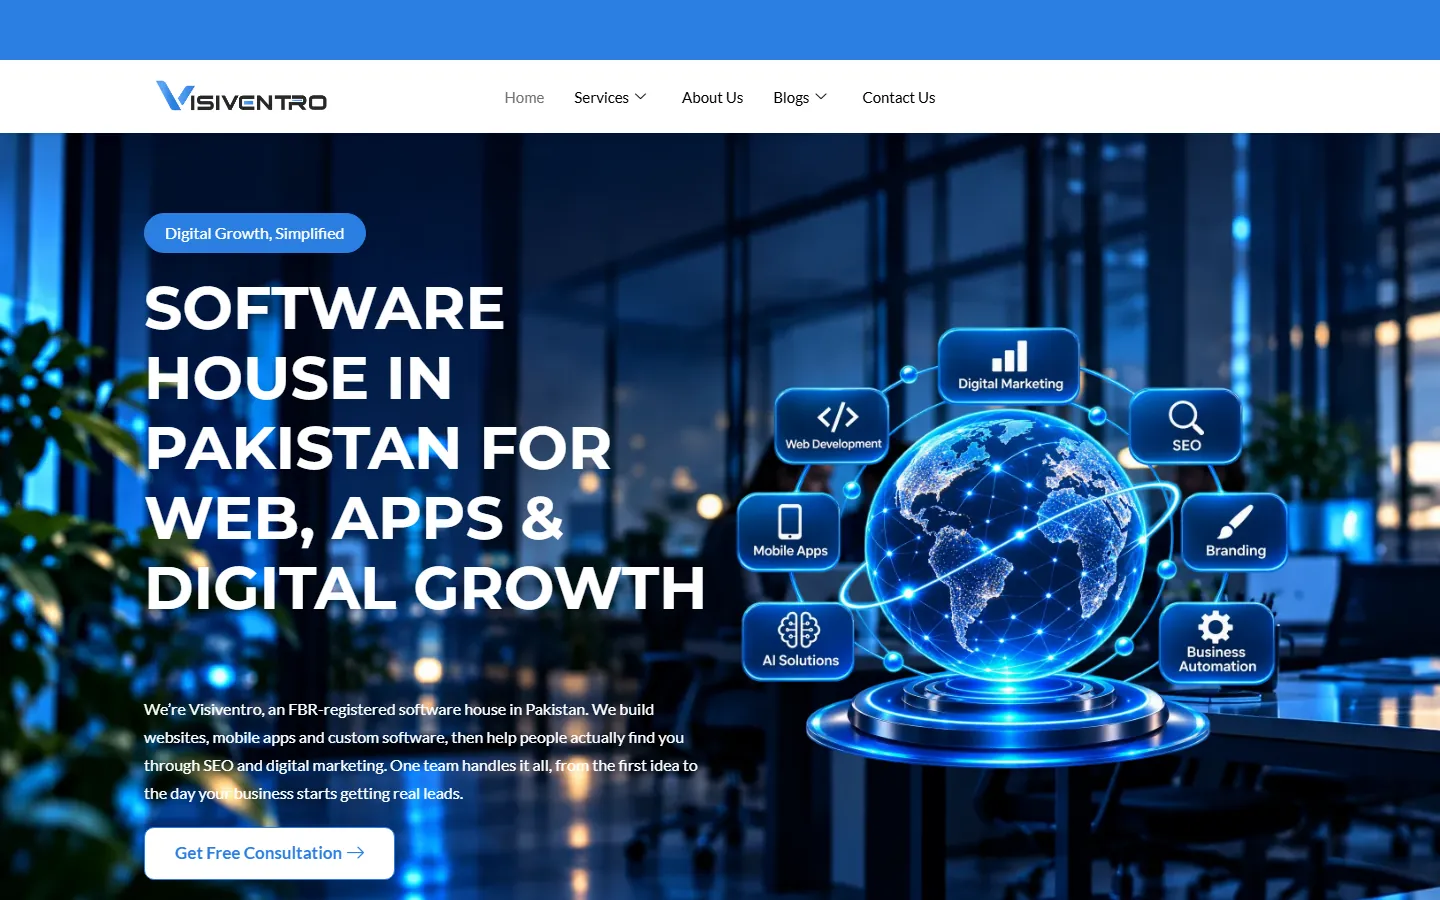 VISIVENTRO
Home
Services
About Us
Blogs
Contact Us
Digital Growth, Simplified
SOFTWARE
HOUSE IN
PAKISTAN FOR
WEB, APPS &
DIGITAL GROWTH
We’re Visiventro, an FBR-registered software house in Pakistan. We build
websites, mobile apps and custom software, then help people actually find you
through SEO and digital marketing. One team handles it all, from the first idea to
the day your business starts getting real leads.
Get Free Consultation
Digital Marketing
Web Development
SEO
Mobile Apps
Branding
AI Solutions
Business
Automation